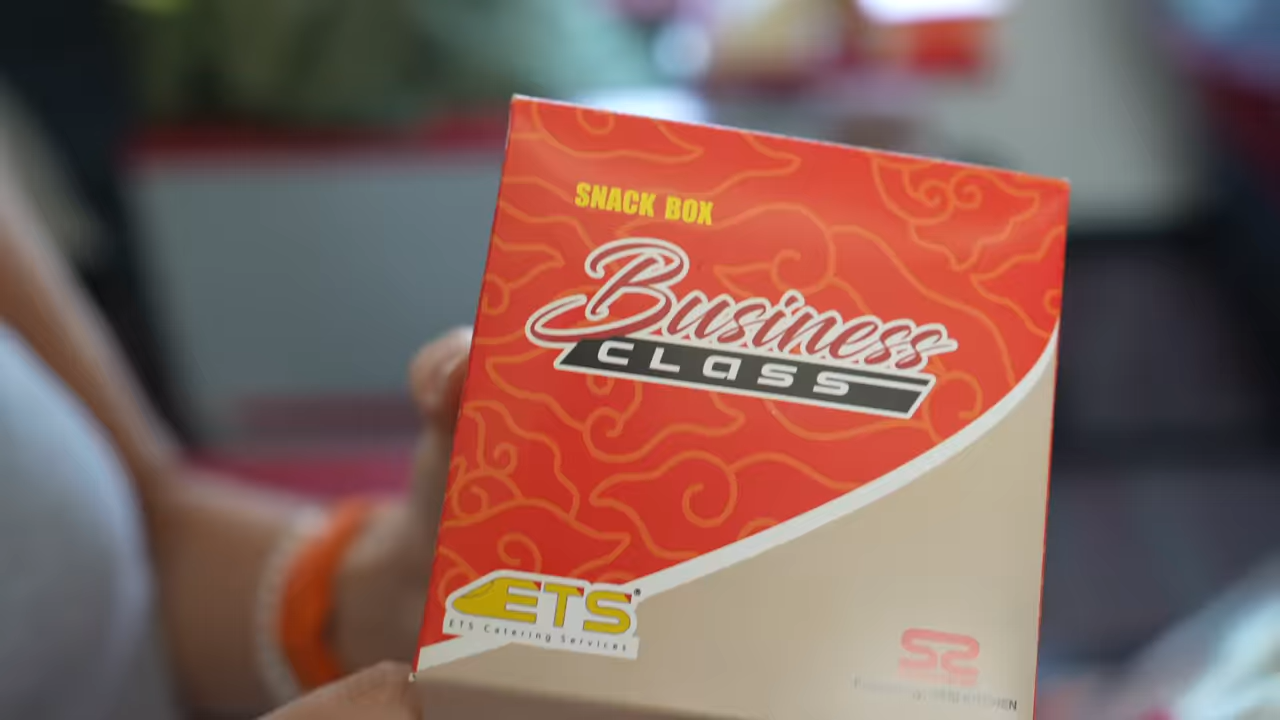 SNACK BOX
Business
CLASS
ETS®
ETS Catering Services